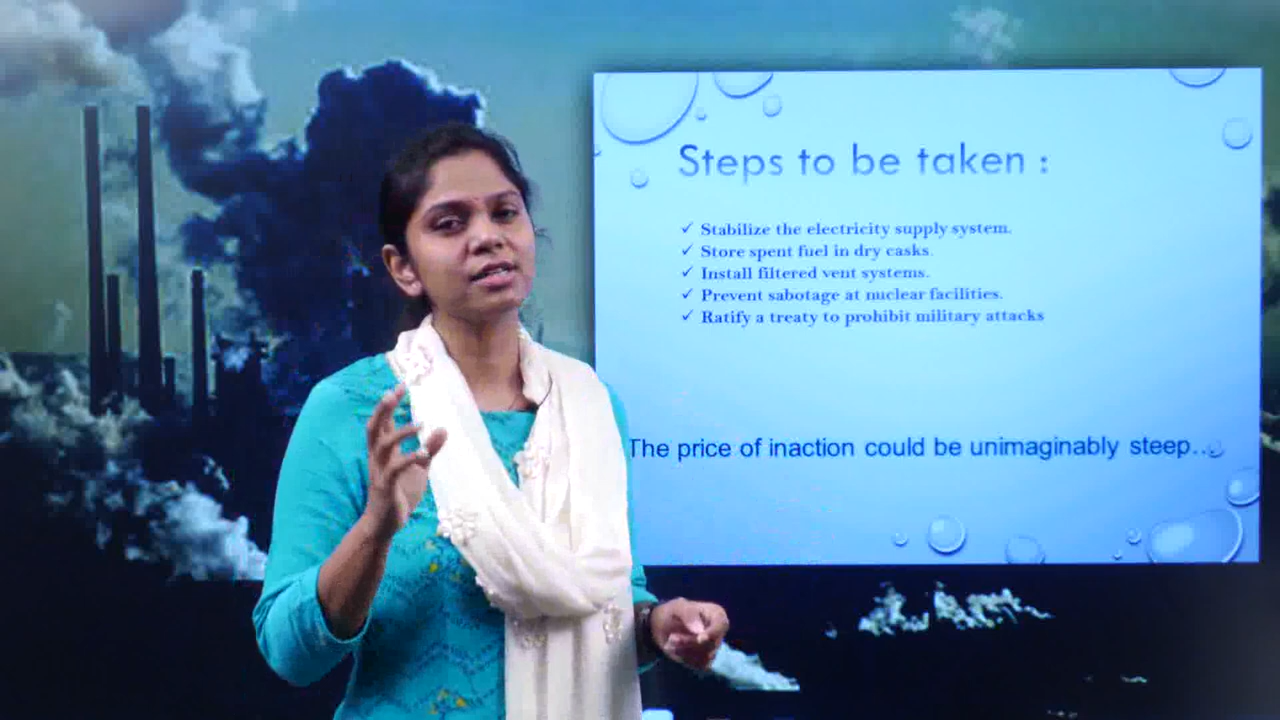 Steps to be taken :
✓ Stabilize the electricity supply system.
✓ Store spent fuel in dry casks.
✓ Install filtered vent systems.
✓ Prevent sabotage at nuclear facilities.
✓ Ratify a treaty to prohibit military attacks
The price of inaction could be unimaginably steep...